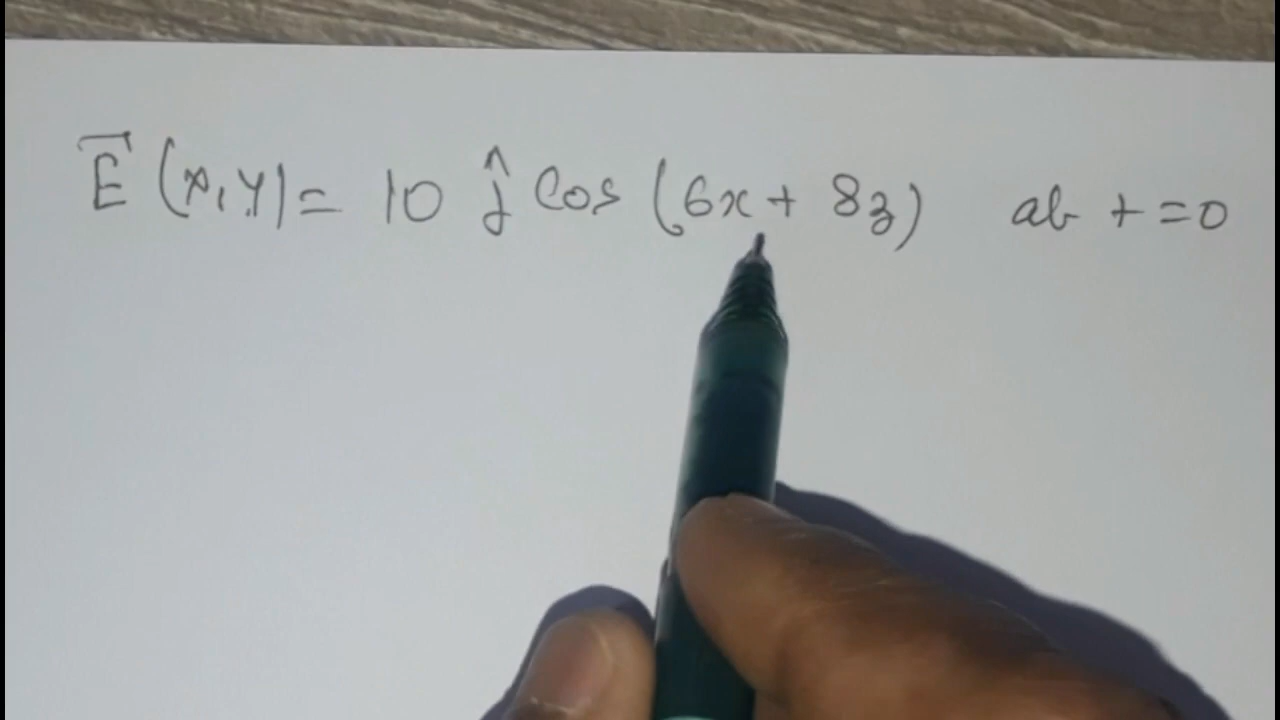 E⃗ (x,y)= 10 ĵ Cos (6x+ 8z) at t=0